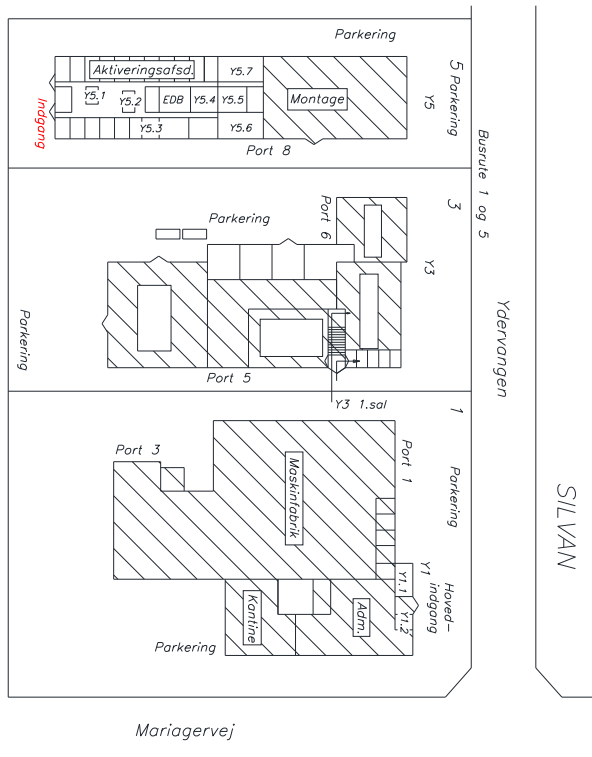 Parkering
5
Parkering
Y5
Aktiveringsafsd.
Y5.7
Y5.1
Y5.2
EDB
Y5.4
Y5.5
Montage
Y5.3
Y5.6
Indgang
Port 8
Busrute 1 og 5
3
Y3
Port 6
Parkering
Ydervangen
Parkering
Port 5
Y3 1.sal
1
Port 3
Port 1
Parkering
Maskinfabrik
SILVAN
Y1
Hoved-
indgang
Y1.1
Y1.2
Kantine
Adm.
Parkering
Mariagervej